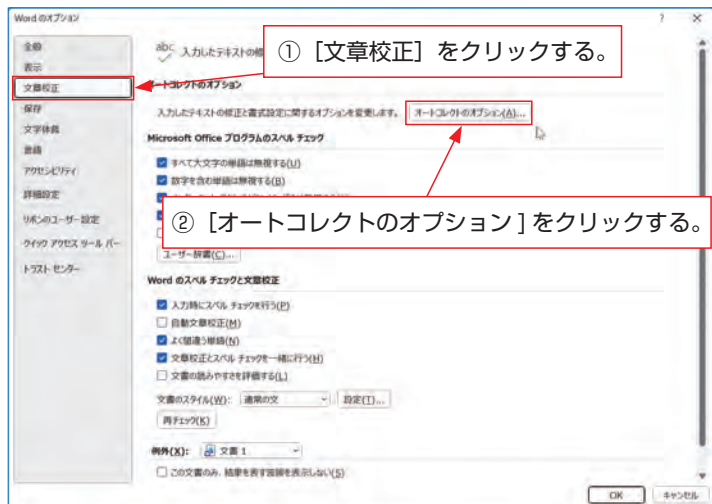 Word のオプション
? ×
全般
表示
文章校正
保存
文字体裁
言語
アクセシビリティ
詳細設定
リボンのユーザー設定
クイック アクセス ツール バー
トラスト センター
abc 入力したテキストの
① [文章校正] をクリックする。
オートコレクトのオプション
入力したテキストの修正と書式設定に関するオプションを変更します。 オートコレクトのオプション(A)...
Microsoft Office プログラムのスペル チェック
すべて大文字の単語は無視する(U)
数字を含む単語は無視する(B)
② [オートコレクトのオプション] をクリックする。
ユーザー辞書(C)...
Word のスペル チェックと文章校正
入力時にスペル チェックを行う(P)
自動文章校正(M)
よく間違う単語(N)
文章校正とスペル チェックを一緒に行う(H)
文書の読みやすさを評価する(L)
文書のスタイル(W): 通常の文 設定(T)...
再チェック(K)
例外(X): 文書 1
この文書のみ、結果を表す波線を表示しない(S)
OK キャンセル